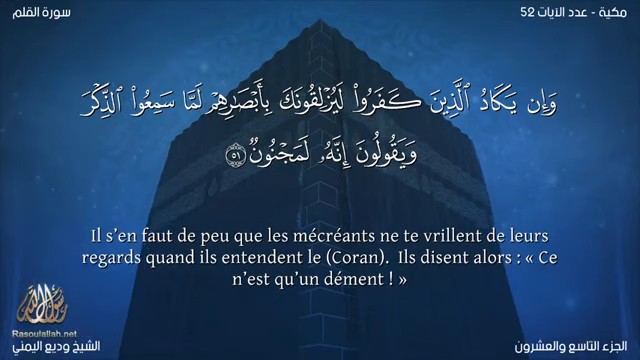 سورة القلم
مكية - عدد الآيات 52
وَإِن يَكَادُ ٱلَّذِينَ كَفَرُوا۟ لَيُزْلِقُونَكَ بِأَبْصَـٰرِهِمْ لَمَّا سَمِعُوا۟ ٱلذِّكْرَ
وَيَقُولُونَ إِنَّهُۥ لَمَجْنُونٌۭ ٥١
Il s’en faut de peu que les mécréants ne te vrillent de leurs
regards quand ils entendent le (Coran). Ils disent alors : « Ce
n’est qu’un dément ! »
رسول الله
Rasoulallah.net
الشيخ وديع اليمني
الجزء التاسع والعشرون